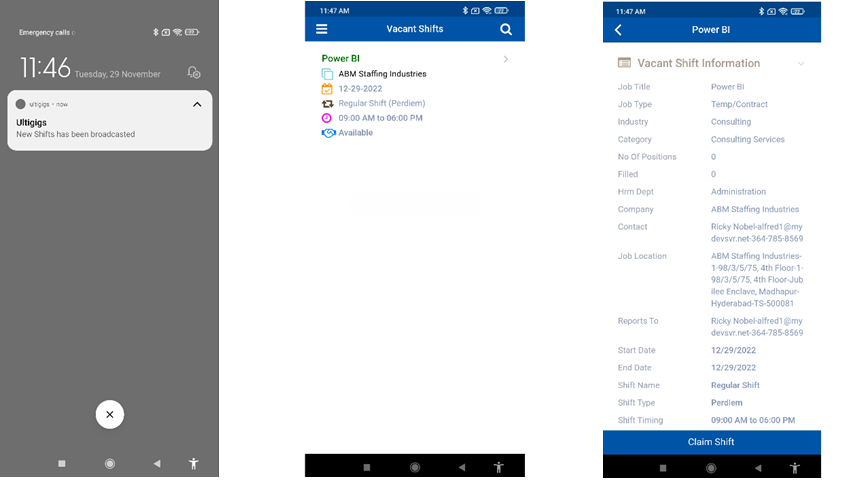 Emergency calls o
11:46 Tuesday, 29 November
ultigigs • now
Ultigigs
New Shifts has been broadcasted
11:47 AM
Vacant Shifts
Power BI
ABM Staffing Industries
12-29-2022
Regular Shift (Perdiem)
09:00 AM to 06:00 PM
Available
11:47 AM
Power BI
Vacant Shift Information
Job Title Power BI
Job Type Temp/Contract
Industry Consulting
Category Consulting Services
No Of Positions 0
Filled 0
Hrm Dept Administration
Company ABM Staffing Industries
Contact Ricky Nobel-alfred1@my
devsvr.net-364-785-8569
Job Location ABM Staffing Industries-
1-98/3/5/75, 4th Floor-1-
98/3/5/75, 4th Floor-Jub
ilee Enclave, Madhapur-
Hyderabad-TS-500081
Reports To Ricky Nobel-alfred1@my
devsvr.net-364-785-8569
Start Date 12/29/2022
End Date 12/29/2022
Shift Name Regular Shift
Shift Type Perdiem
Shift Timing 09:00 AM to 06:00 PM
Claim Shift